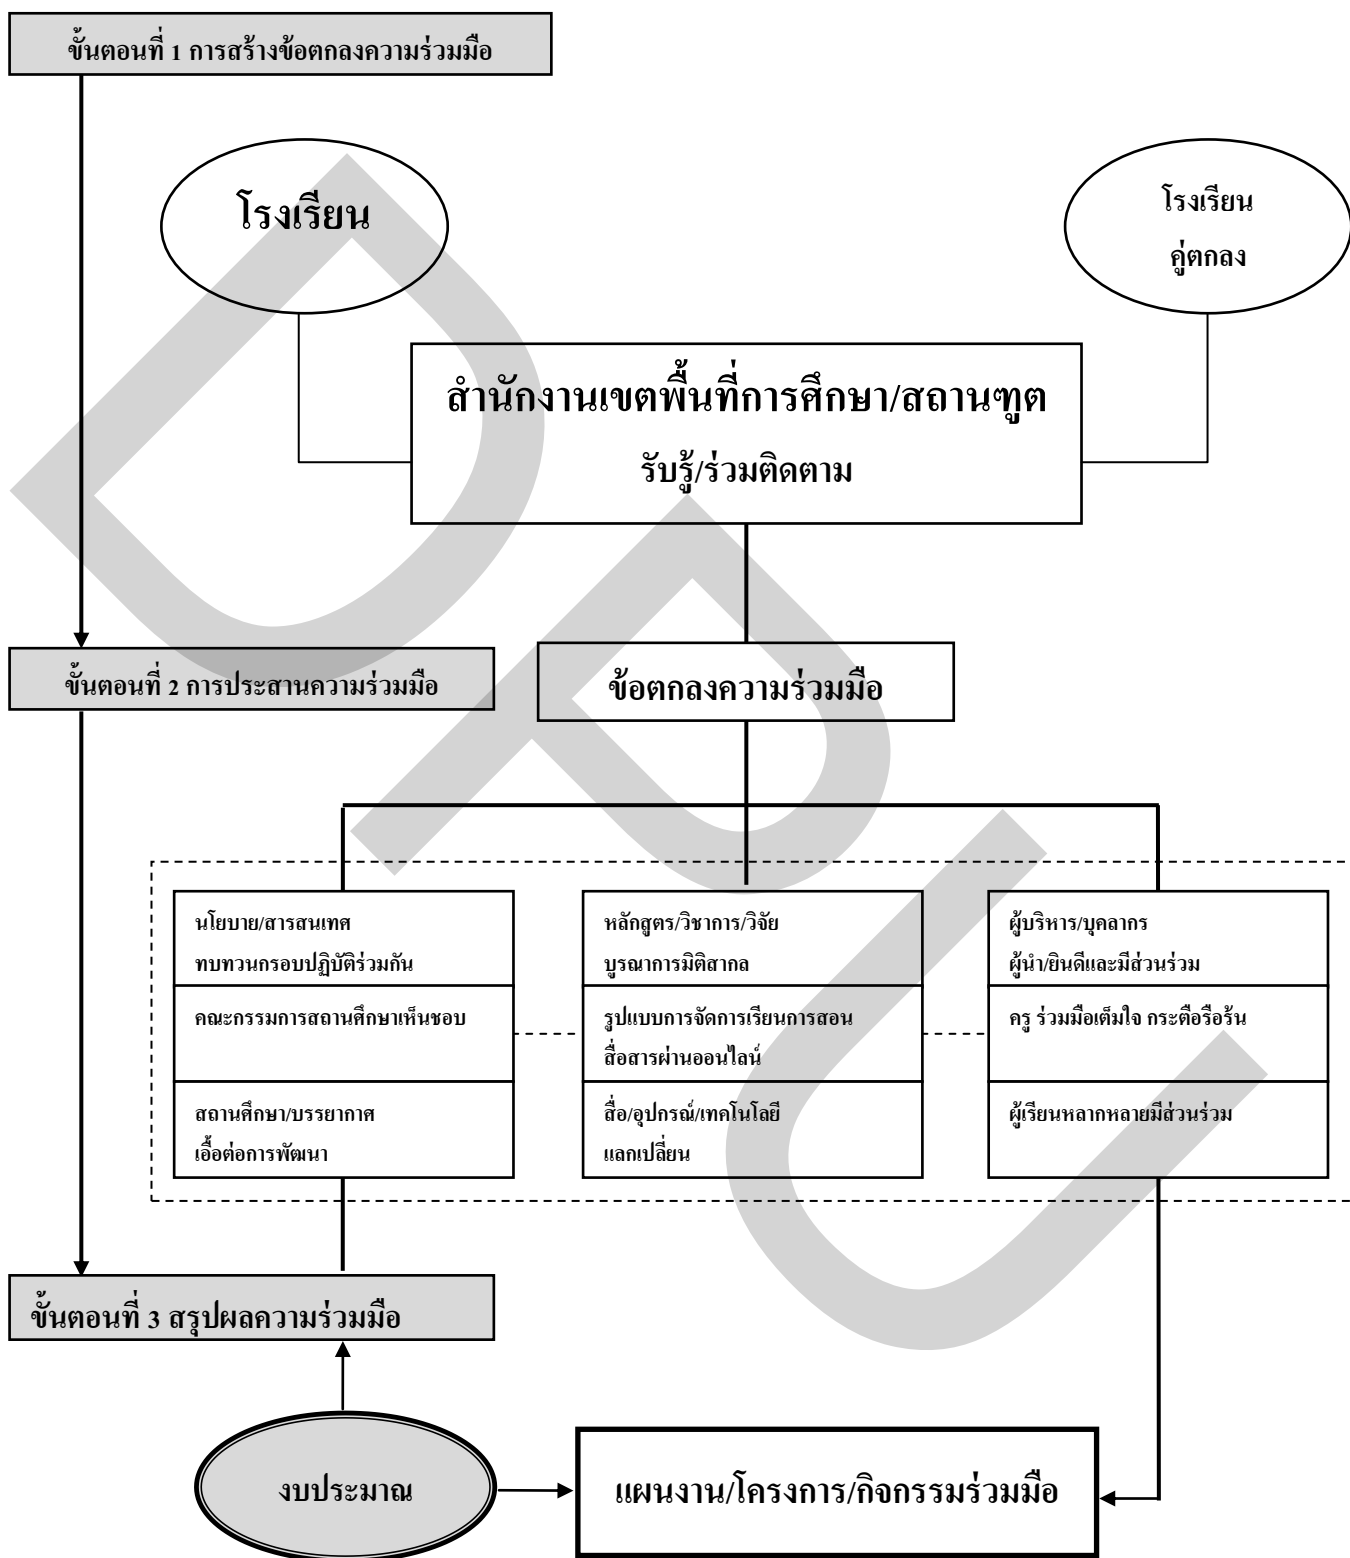 ขั้นตอนที่ 1 การสร้างข้อตกลงความร่วมมือ
โรงเรียน
โรงเรียน
คู่ตกลง
สำนักงานเขตพื้นที่การศึกษา/สถานฑูต
รับรู้/ร่วมติดตาม
ขั้นตอนที่ 2 การประสานความร่วมมือ
ข้อตกลงความร่วมมือ
นโยบาย/สารสนเทศ
ทบทวนกรอบปฏิบัติร่วมกัน
คณะกรรมการสถานศึกษาเห็นชอบ
สถานศึกษา/บรรยากาศ
เอื้อต่อการพัฒนา
หลักสูตร/วิชาการ/วิจัย
บูรณาการมิติสากล
รูปแบบการจัดการเรียนการสอน
สื่อสารผ่านออนไลน์
สื่อ/อุปกรณ์/เทคโนโลยี
แลกเปลี่ยน
ผู้บริหาร/บุคลากร
ผู้นำ/ยินดีและมีส่วนร่วม
ครู ร่วมมือเต็มใจ กระตือรือร้น
ผู้เรียนหลากหลายมีส่วนร่วม
ขั้นตอนที่ 3 สรุปผลความร่วมมือ
งบประมาณ
แผนงาน/โครงการ/กิจกรรมร่วมมือ
DPU